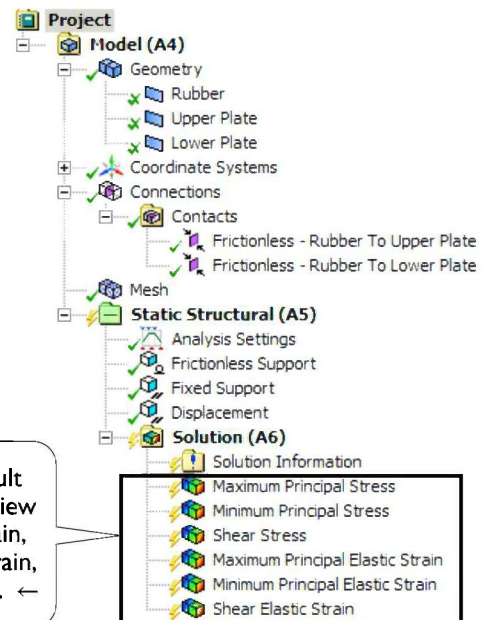 Project
Model (A4)
Geometry
Rubber
Upper Plate
Lower Plate
Coordinate Systems
Connections
Contacts
Frictionless - Rubber To Upper Plate
Frictionless - Rubber To Lower Plate
Mesh
Static Structural (A5)
Analysis Settings
Frictionless Support
Fixed Support
Displacement
Solution (A6)
Solution Information
Maximum Principal Stress
Minimum Principal Stress
Shear Stress
Maximum Principal Elastic Strain
Minimum Principal Elastic Strain
Shear Elastic Strain
ult
iew
in,
rain,
. ←